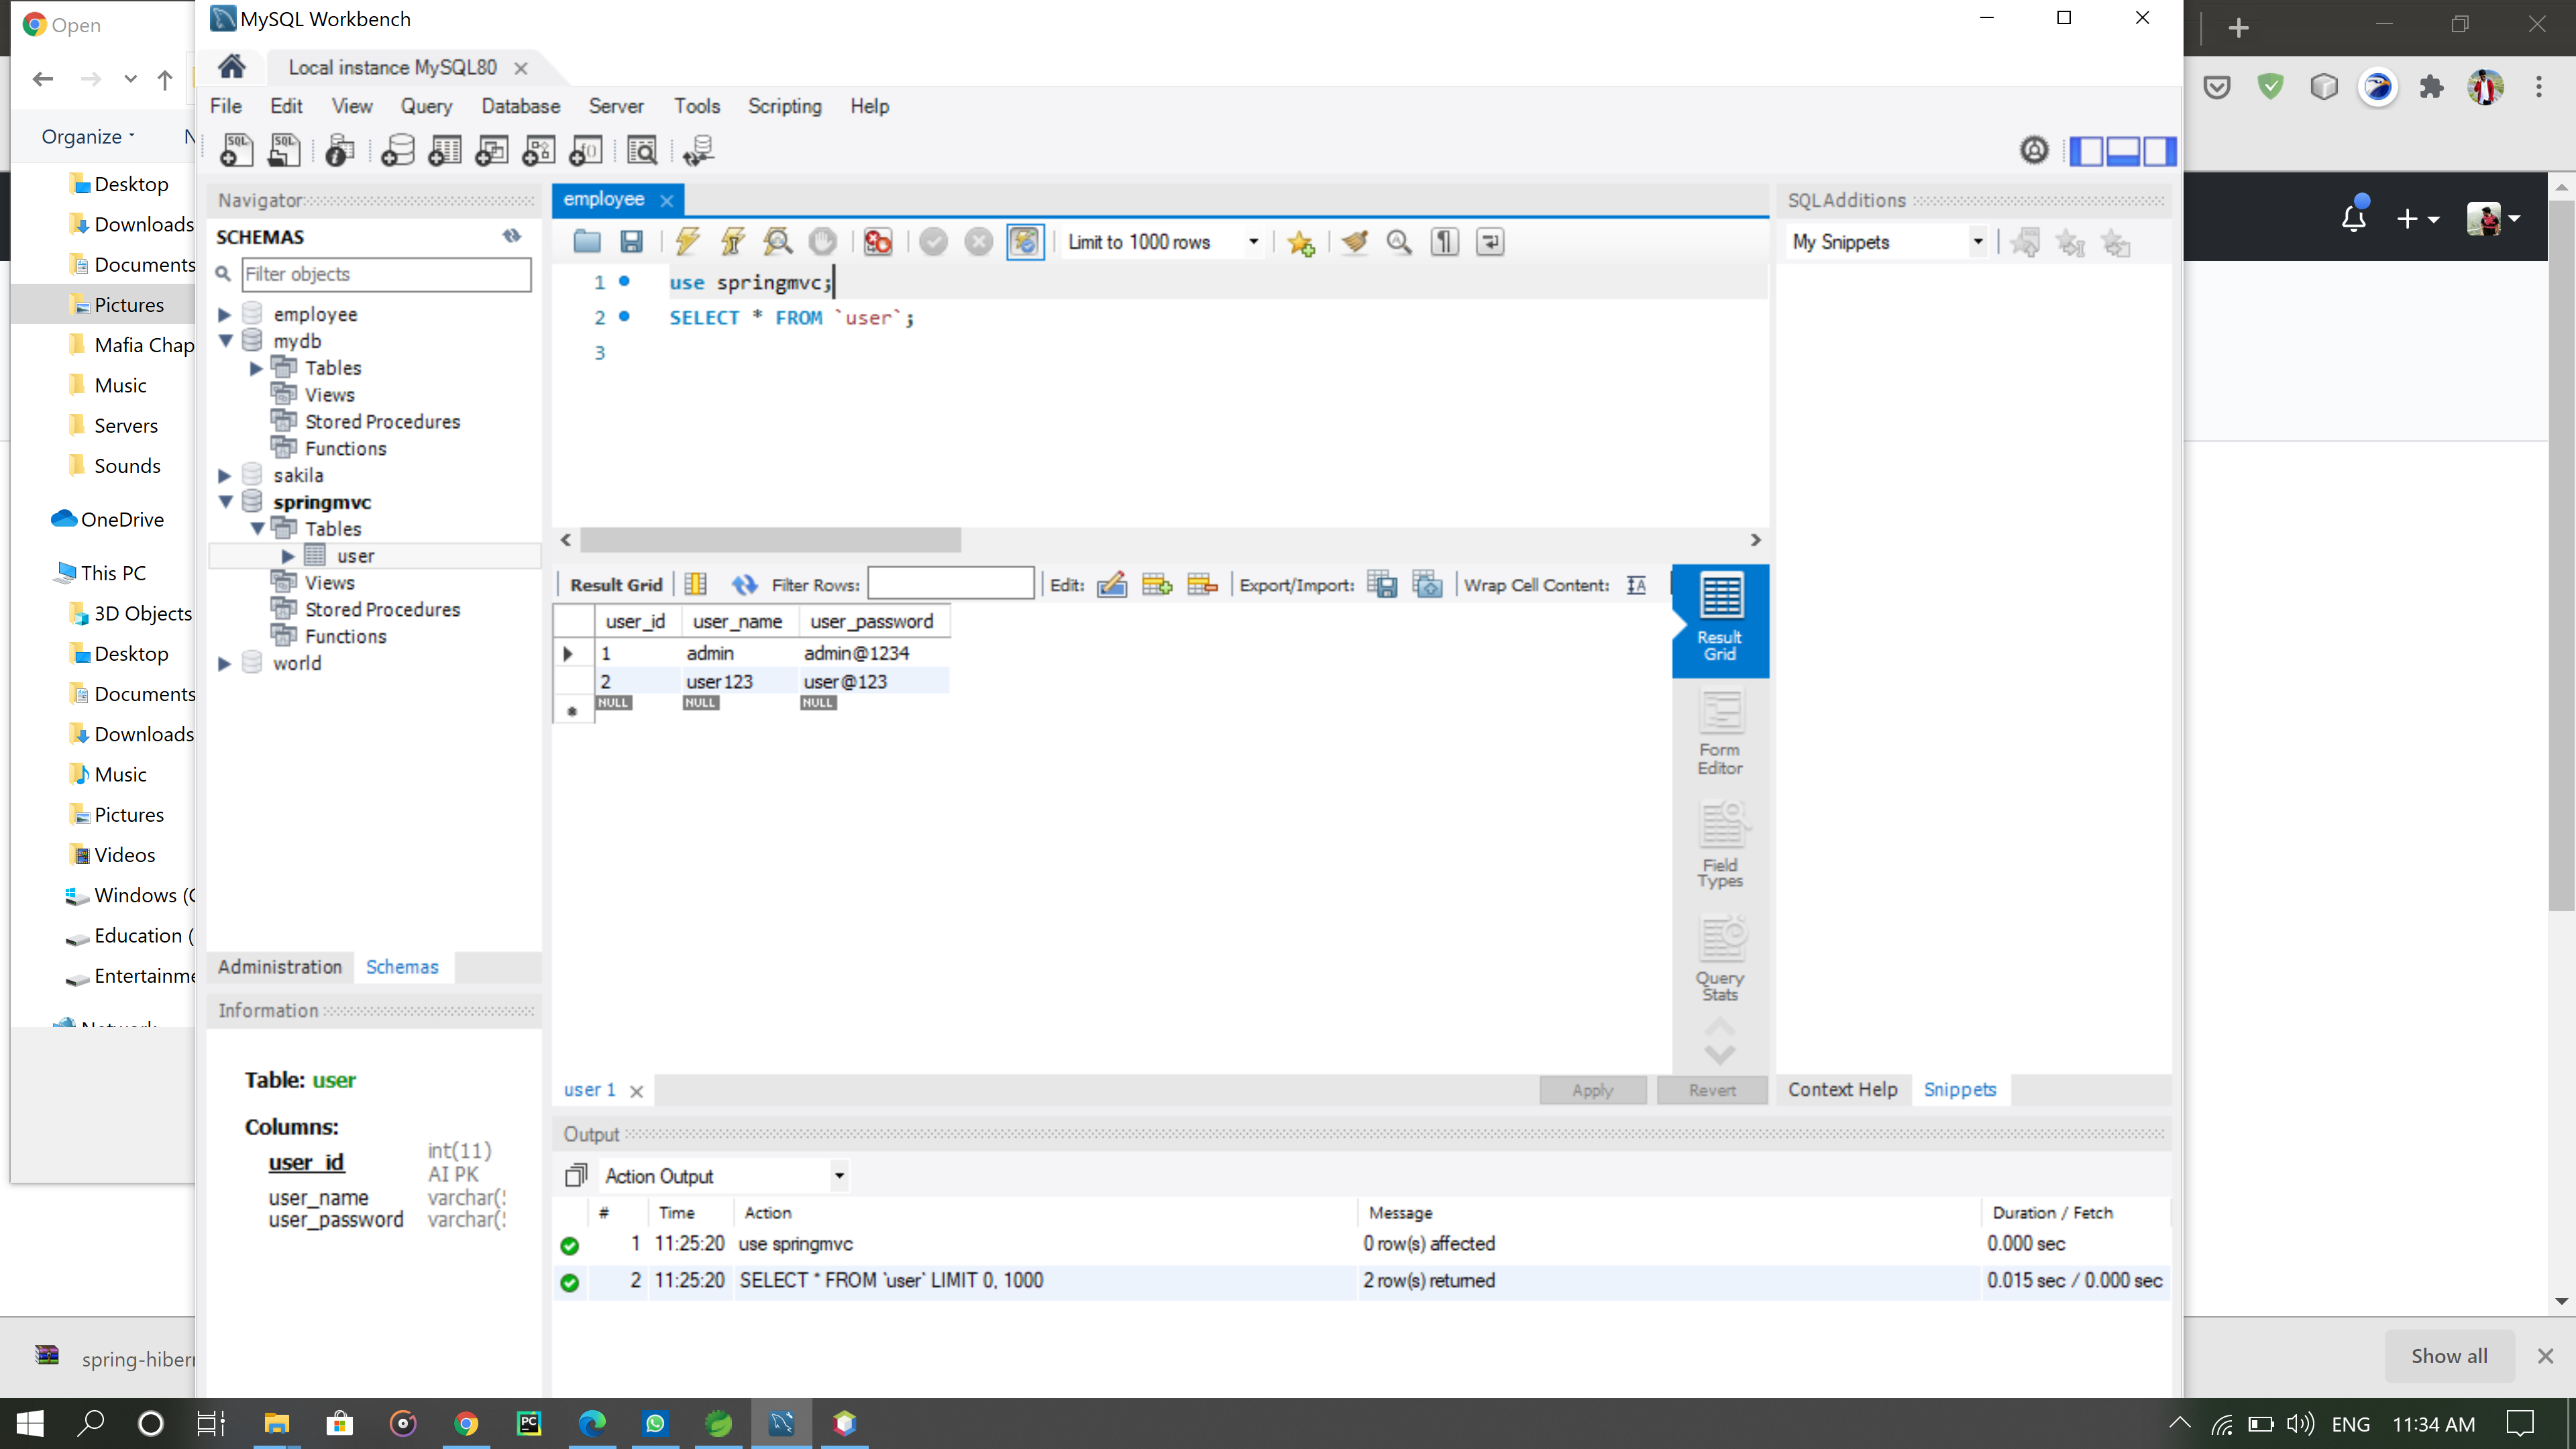 Open
MySQL Workbench
Local instance MySQL80
File Edit View Query Database Server Tools Scripting Help
Organize
Desktop
Downloads
Documents
Pictures
Mafia Chap
Music
Servers
Sounds
OneDrive
This PC
3D Objects
Desktop
Documents
Downloads
Music
Pictures
Videos
Windows (C
Education (
Entertainme
Network
Navigator
SCHEMAS
Filter objects
employee
mydb
Tables
Views
Stored Procedures
Functions
sakila
springmvc
Tables
user
Views
Stored Procedures
Functions
world
Administration Schemas
Information
Table: user
Columns:
user_id int(11) AI PK
user_name varchar(
user_password varchar(
employee
Limit to 1000 rows
1 use springmvc;
2 SELECT * FROM `user`;
3
Result Grid Filter Rows: Edit: Export/Import: Wrap Cell Content:
user_id user_name user_password
1 admin admin@1234
2 user123 user@123
NULL NULL NULL
Result Grid
Form Editor
Field Types
Query Stats
user 1 Apply Revert
SQLAdditions
My Snippets
Context Help Snippets
Output
Action Output
# Time Action Message Duration / Fetch
1 11:25:20 use springmvc 0 row(s) affected 0.000 sec
2 11:25:20 SELECT * FROM `user` LIMIT 0, 1000 2 row(s) returned 0.015 sec / 0.000 sec
spring-hibern
Show all
ENG 11:34 AM